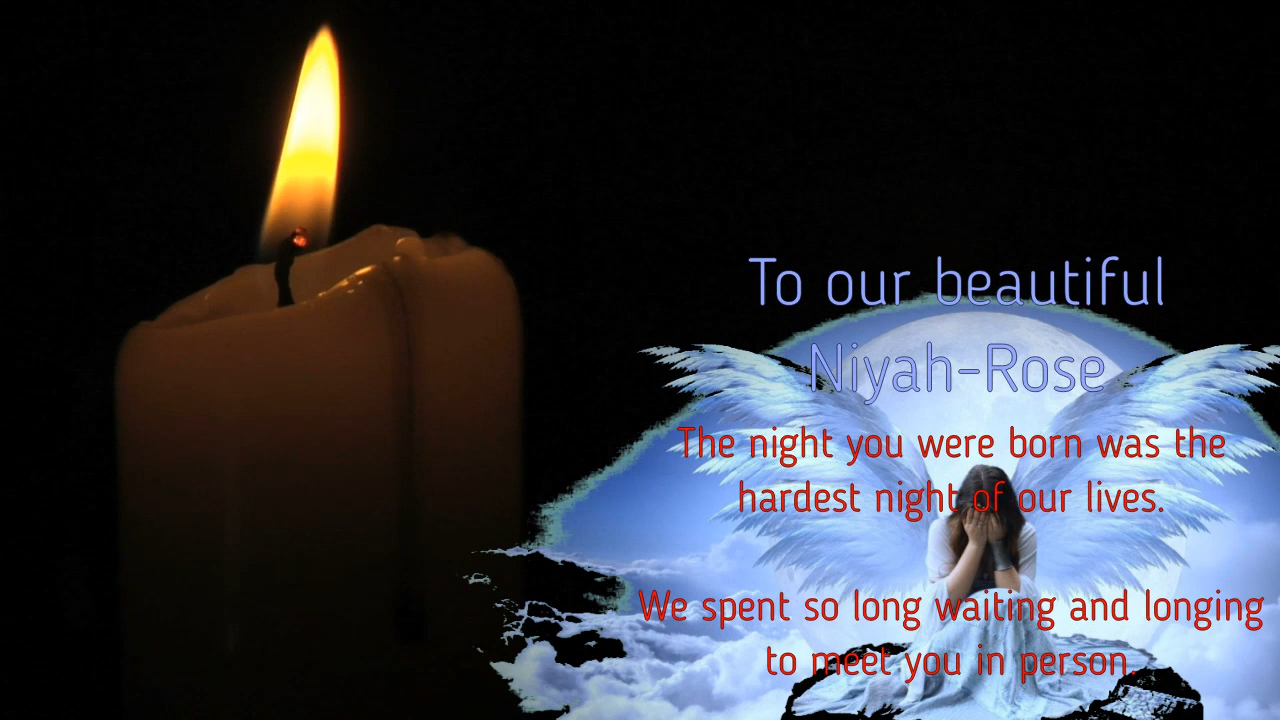 To our beautiful
Niyah-Rose
The night you were born was the
hardest night of our lives.
We spent so long waiting and longing
to meet you in person.